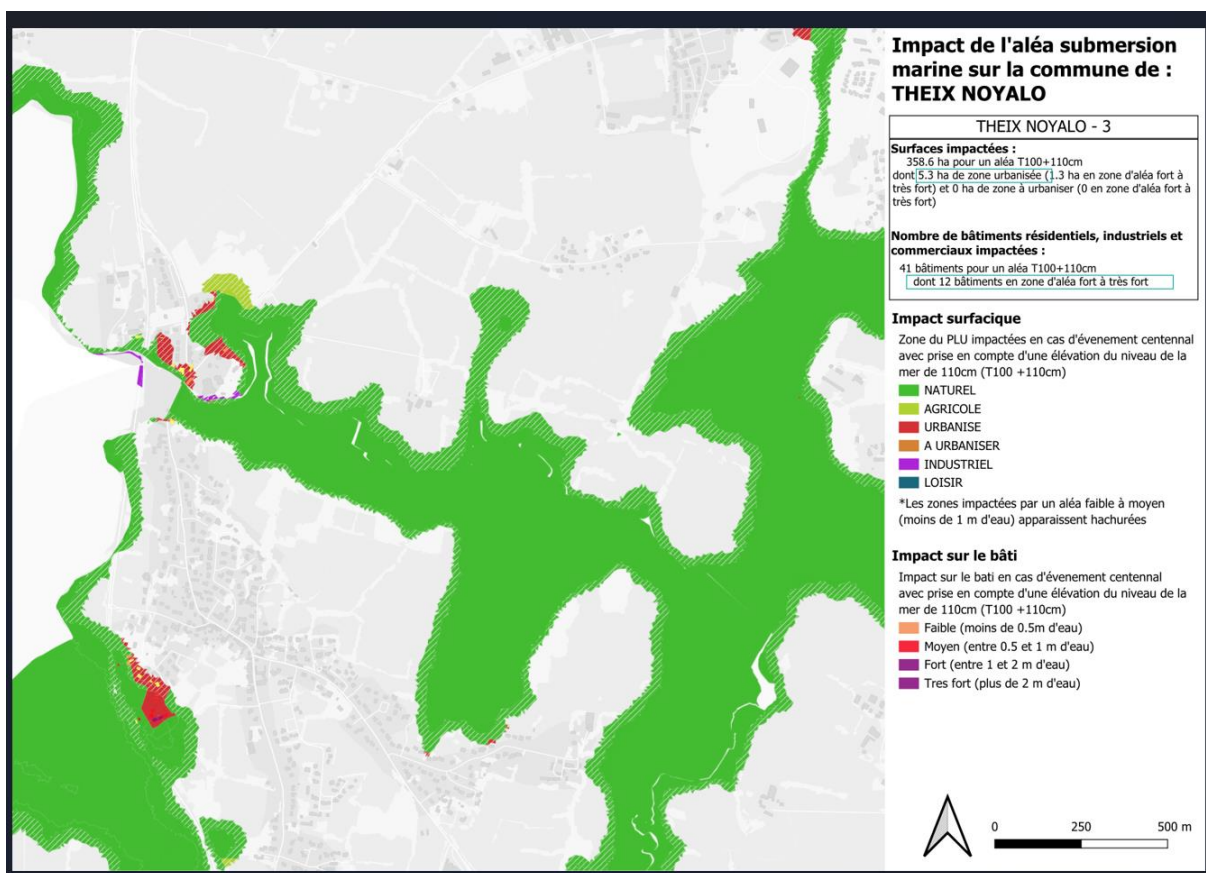 Impact de l'aléa submersion
marine sur la commune de :
THEIX NOYALO
THEIX NOYALO - 3
Surfaces impactées :
358.6 ha pour un aléa T100+110cm
dont 5.3 ha de zone urbanisée (1.3 ha en zone d'aléa fort à
très fort) et 0 ha de zone à urbaniser (0 en zone d'aléa fort à
très fort)
Nombre de bâtiments résidentiels, industriels et
commerciaux impactées :
41 bâtiments pour un aléa T100+110cm
dont 12 bâtiments en zone d'aléa fort à très fort
Impact surfacique
Zone du PLU impactées en cas d'évenement centennal
avec prise en compte d'une élévation du niveau de la
mer de 110cm (T100 +110cm)
NATUREL
AGRICOLE
URBANISE
A URBANISER
INDUSTRIEL
LOISIR
*Les zones impactées par un aléa faible à moyen
(moins de 1 m d'eau) apparaissent hachurées
Impact sur le bâti
Impact sur le bati en cas d'évenement centennal
avec prise en compte d'une élévation du niveau de la
mer de 110cm (T100 +110cm)
Faible (moins de 0.5m d'eau)
Moyen (entre 0.5 et 1 m d'eau)
Fort (entre 1 et 2 m d'eau)
Tres fort (plus de 2 m d'eau)
0 250 500 m